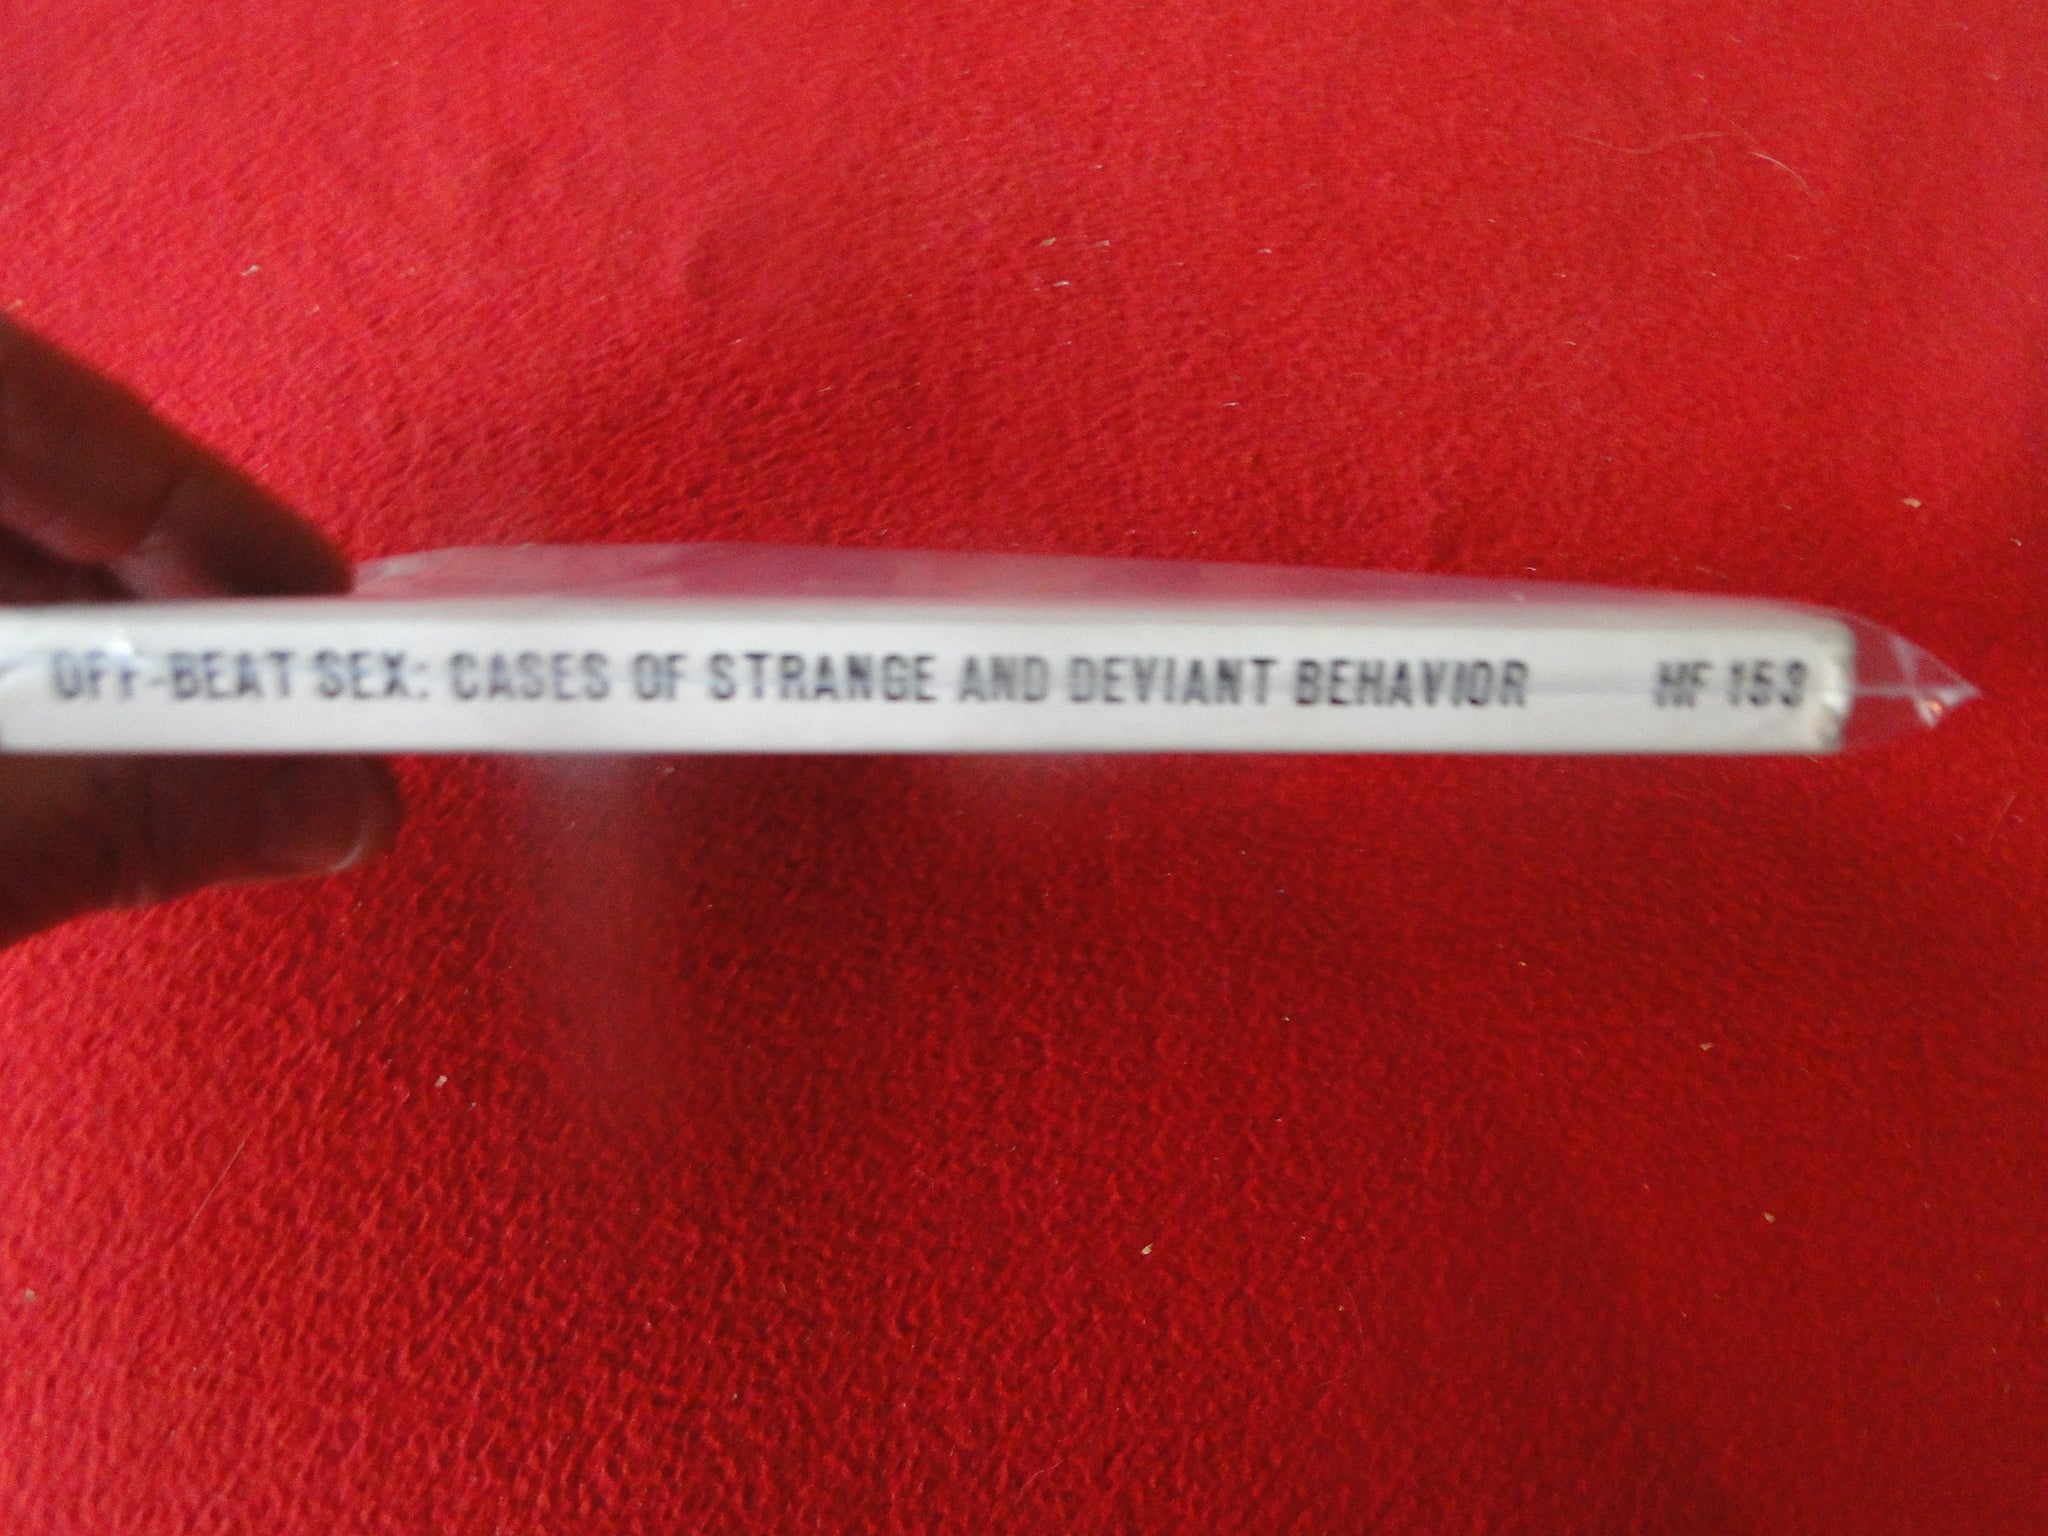 OFF-BEAT SEX: CASES OF STRANGE AND DEVIANT BEHAVIOR HF 153